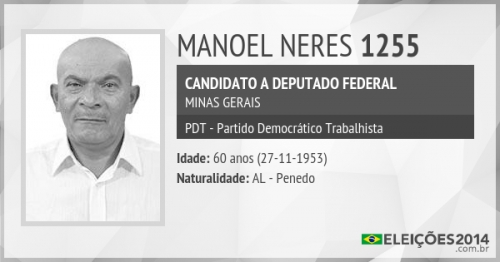 MANOEL NERES 1255
CANDIDATO A DEPUTADO FEDERAL
MINAS GERAIS
PDT - Partido Democrático Trabalhista
Idade: 60 anos (27-11-1953)
Naturalidade: AL - Penedo
ELEIÇÕES2014
.com.br